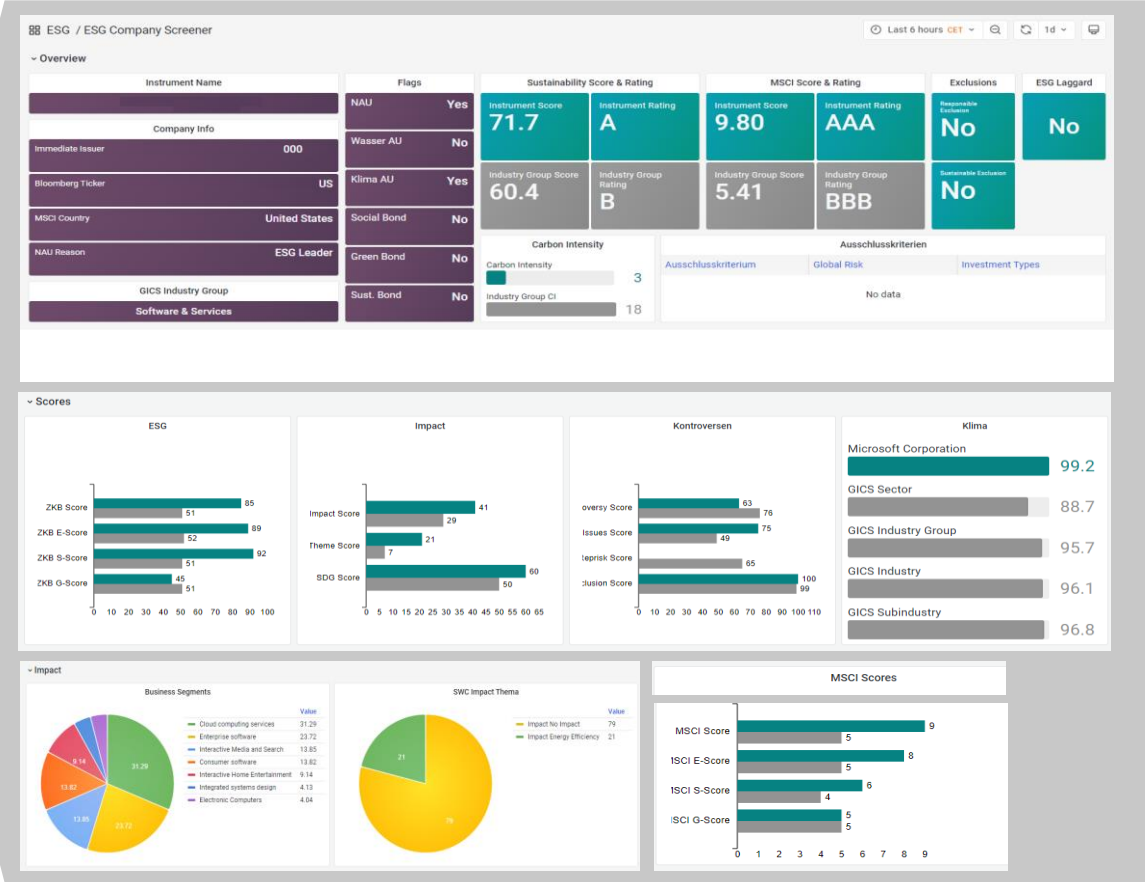 ESG / ESG Company Screener
Last 6 hours CET
1d
Overview
Instrument Name
Company Info
Immediate Issuer 000
Bloomberg Ticker US
MSCI Country United States
NAU Reason ESG Leader
GICS Industry Group
Software & Services
Flags
NAU Yes
Wasser AU No
Klima AU Yes
Social Bond No
Green Bond No
Sust. Bond No
Sustainability Score & Rating
Instrument Score
71.7
Instrument Rating
A
Industry Group Score
60.4
Industry Group
Rating
B
MSCI Score & Rating
Instrument Score
9.80
Instrument Rating
AAA
Industry Group Score
5.41
Industry Group
Rating
BBB
Exclusions
Responsible
Exclusion
No
Sustainable Exclusion
No
ESG Laggard
No
Carbon Intensity
Carbon Intensity
3
Industry Group CI
18
Ausschlusskriterien
Ausschlusskriterium Global Risk Investment Types
No data
Scores
ESG
ZKB Score 85
51
ZKB E-Score 89
52
ZKB S-Score 92
51
ZKB G-Score 45
51
0 10 20 30 40 50 60 70 80 90 100
Impact
Impact Score 41
29
Theme Score 21
7
SDG Score 60
50
0 5 10 15 20 25 30 35 40 45 50 55 60 65
Kontroversen
oversy Score 63
76
Issues Score 75
49
Reprisk Score
65
lusion Score 100
99
0 10 20 30 40 50 60 70 80 90 100 110
Klima
Microsoft Corporation
99.2
GICS Sector
88.7
GICS Industry Group
95.7
GICS Industry
96.1
GICS Subindustry
96.8
Impact
Business Segments
31.29
23.72
13.85
13.82
9.14
Value
Cloud computing services 31.29
Enterprise software 23.72
Interactive Media and Search 13.85
Consumer software 13.82
Interactive Home Entertainment 9.14
Integrated systems design 4.13
Electronic Computers 4.04
SWC Impact Thema
21
79
Value
Impact No Impact 79
Impact Energy Efficiency 21
MSCI Scores
MSCI Score 9
5
ISCI E-Score 8
5
ISCI S-Score 6
4
ISCI G-Score 5
5
0 1 2 3 4 5 6 7 8 9